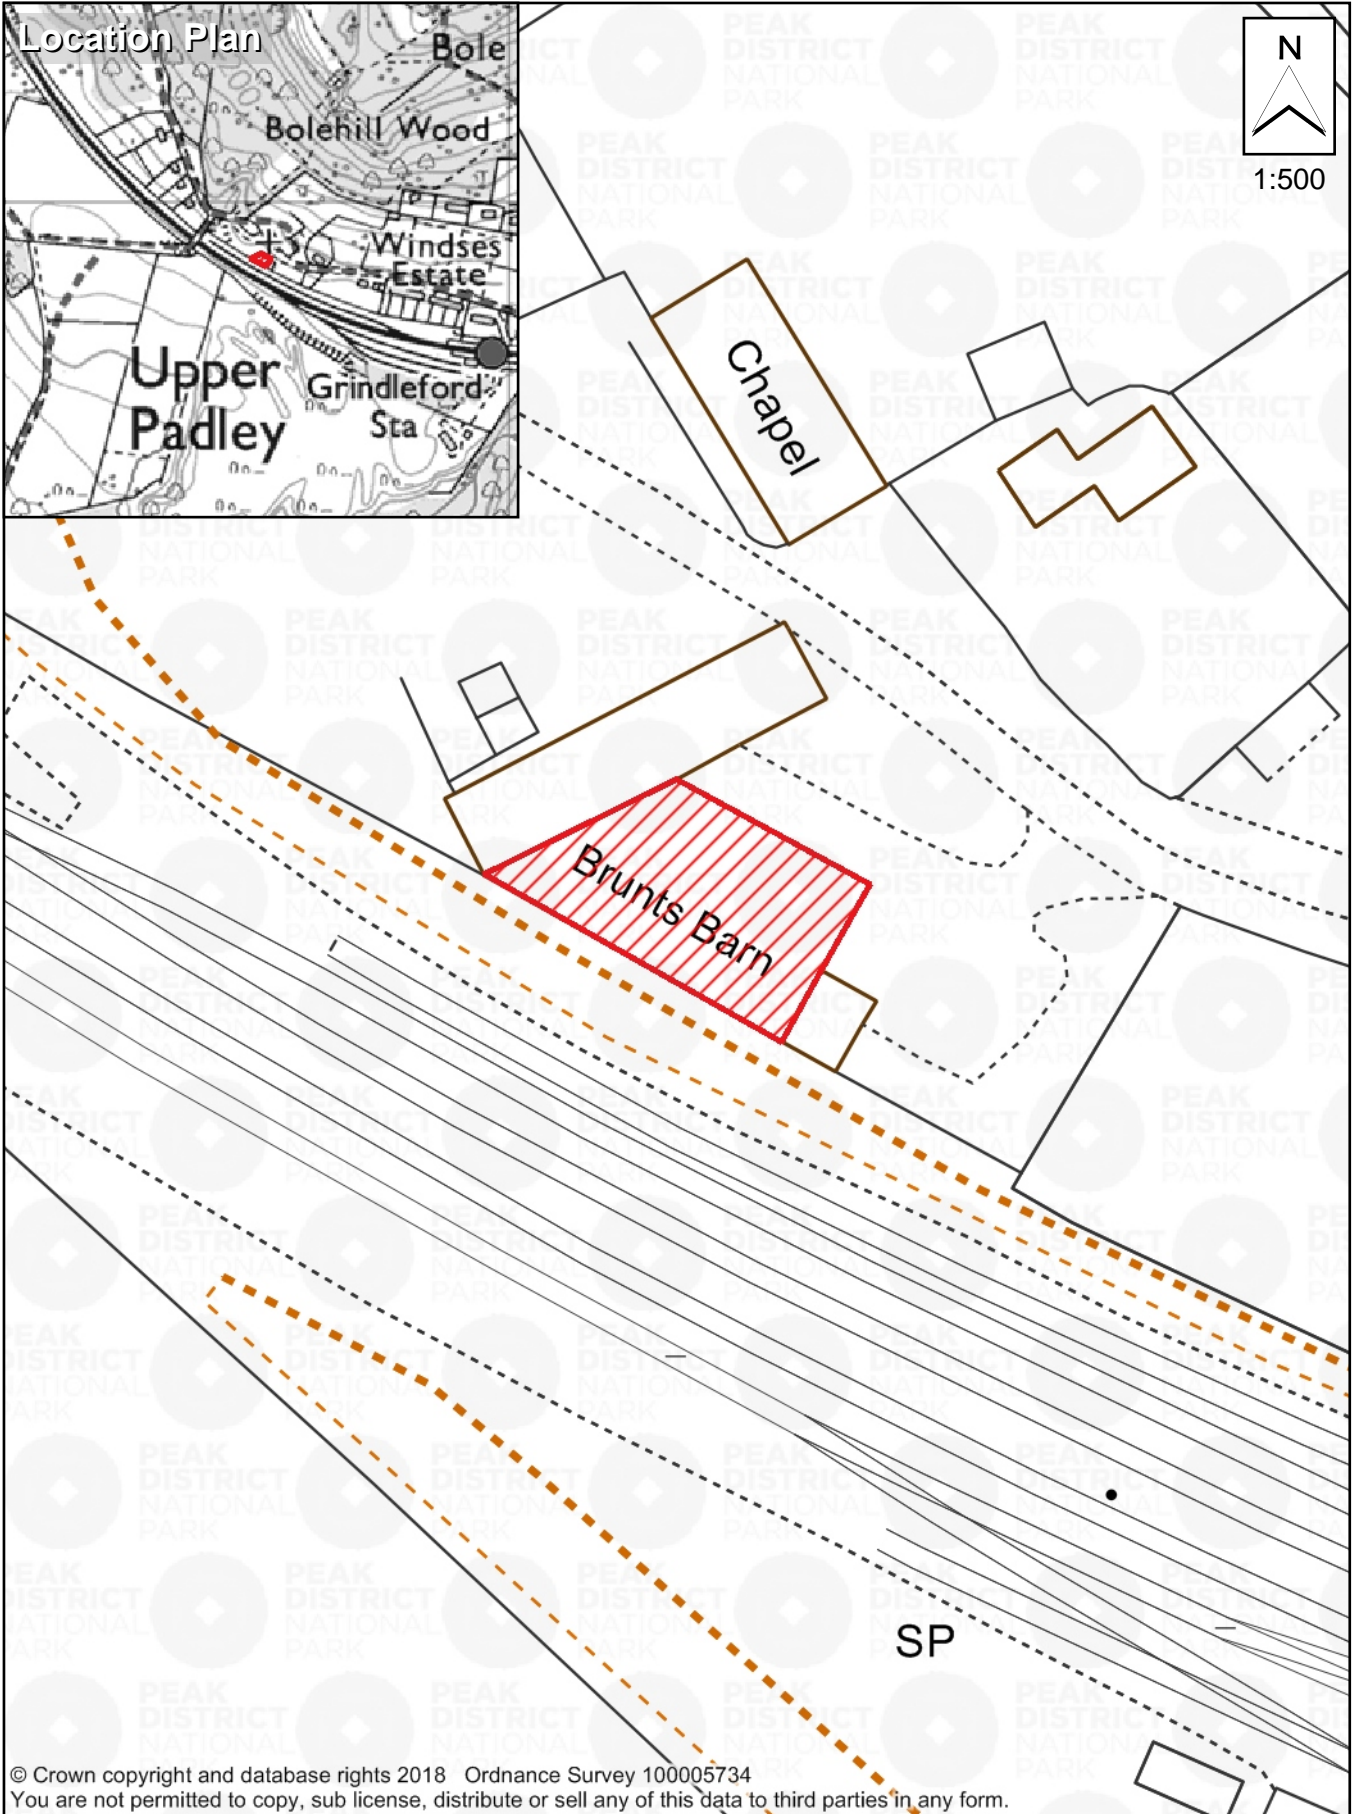 Location Plan
Bole
Bolehill Wood
Windses
Estate
Upper
Padley
Grindleford
Sta
N
1:500
Chapel
Brunts Barn
SP
PEAK
DISTRICT
NATIONAL
PARK
© Crown copyright and database rights 2018 Ordnance Survey 100005734
You are not permitted to copy, sub license, distribute or sell any of this data to third parties in any form.